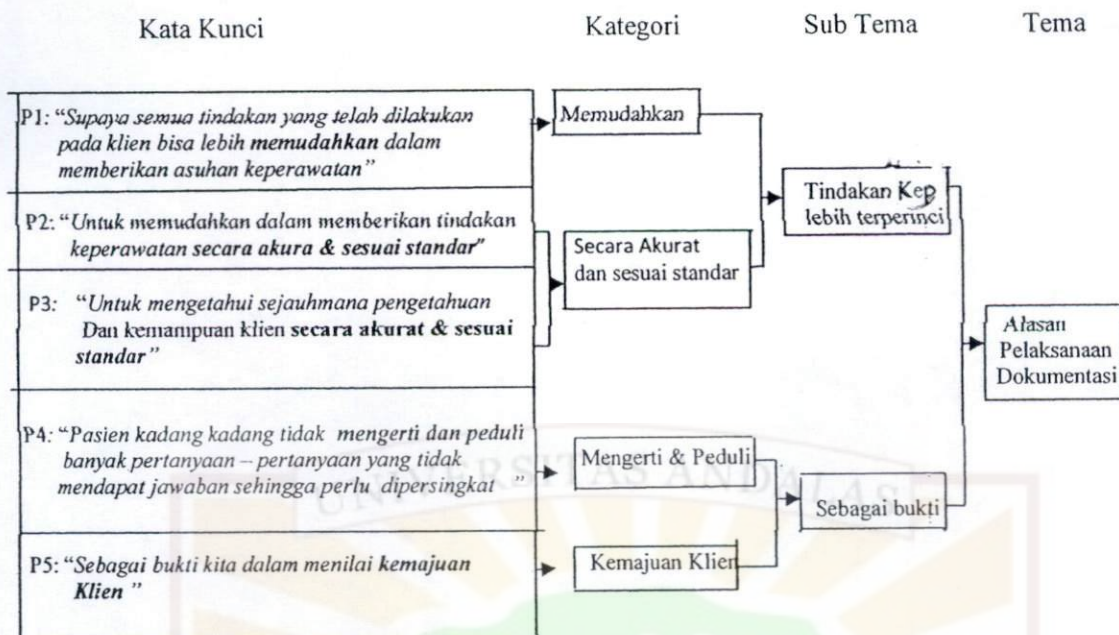 Kata Kunci Kategori Sub Tema Tema
P1: “Supaya semua tindakan yang telah dilakukan
pada klien bisa lebih memudahkan dalam
memberikan asuhan keperawatan”
Memudahkan
P2: “Untuk memudahkan dalam memberikan tindakan
keperawatan secara akura & sesuai standar”
Secara Akurat
dan sesuai standar
P3: “Untuk mengetahui sejauhmana pengetahuan
Dan kemampuan klien secara akurat & sesuai
standar”
Tindakan Kep
lebih terperinci
P4: “Pasien kadang kadang tidak mengerti dan peduli
banyak pertanyaan – pertanyaan yang tidak
mendapat jawaban sehingga perlu dipersingkat ”
Mengerti & Peduli
P5: “Sebagai bukti kita dalam menilai kemajuan
Klien ”
Kemajuan Klien
Sebagai bukti
Alasan
Pelaksanaan
Dokumentasi
UNIVERSITAS ANDALAS